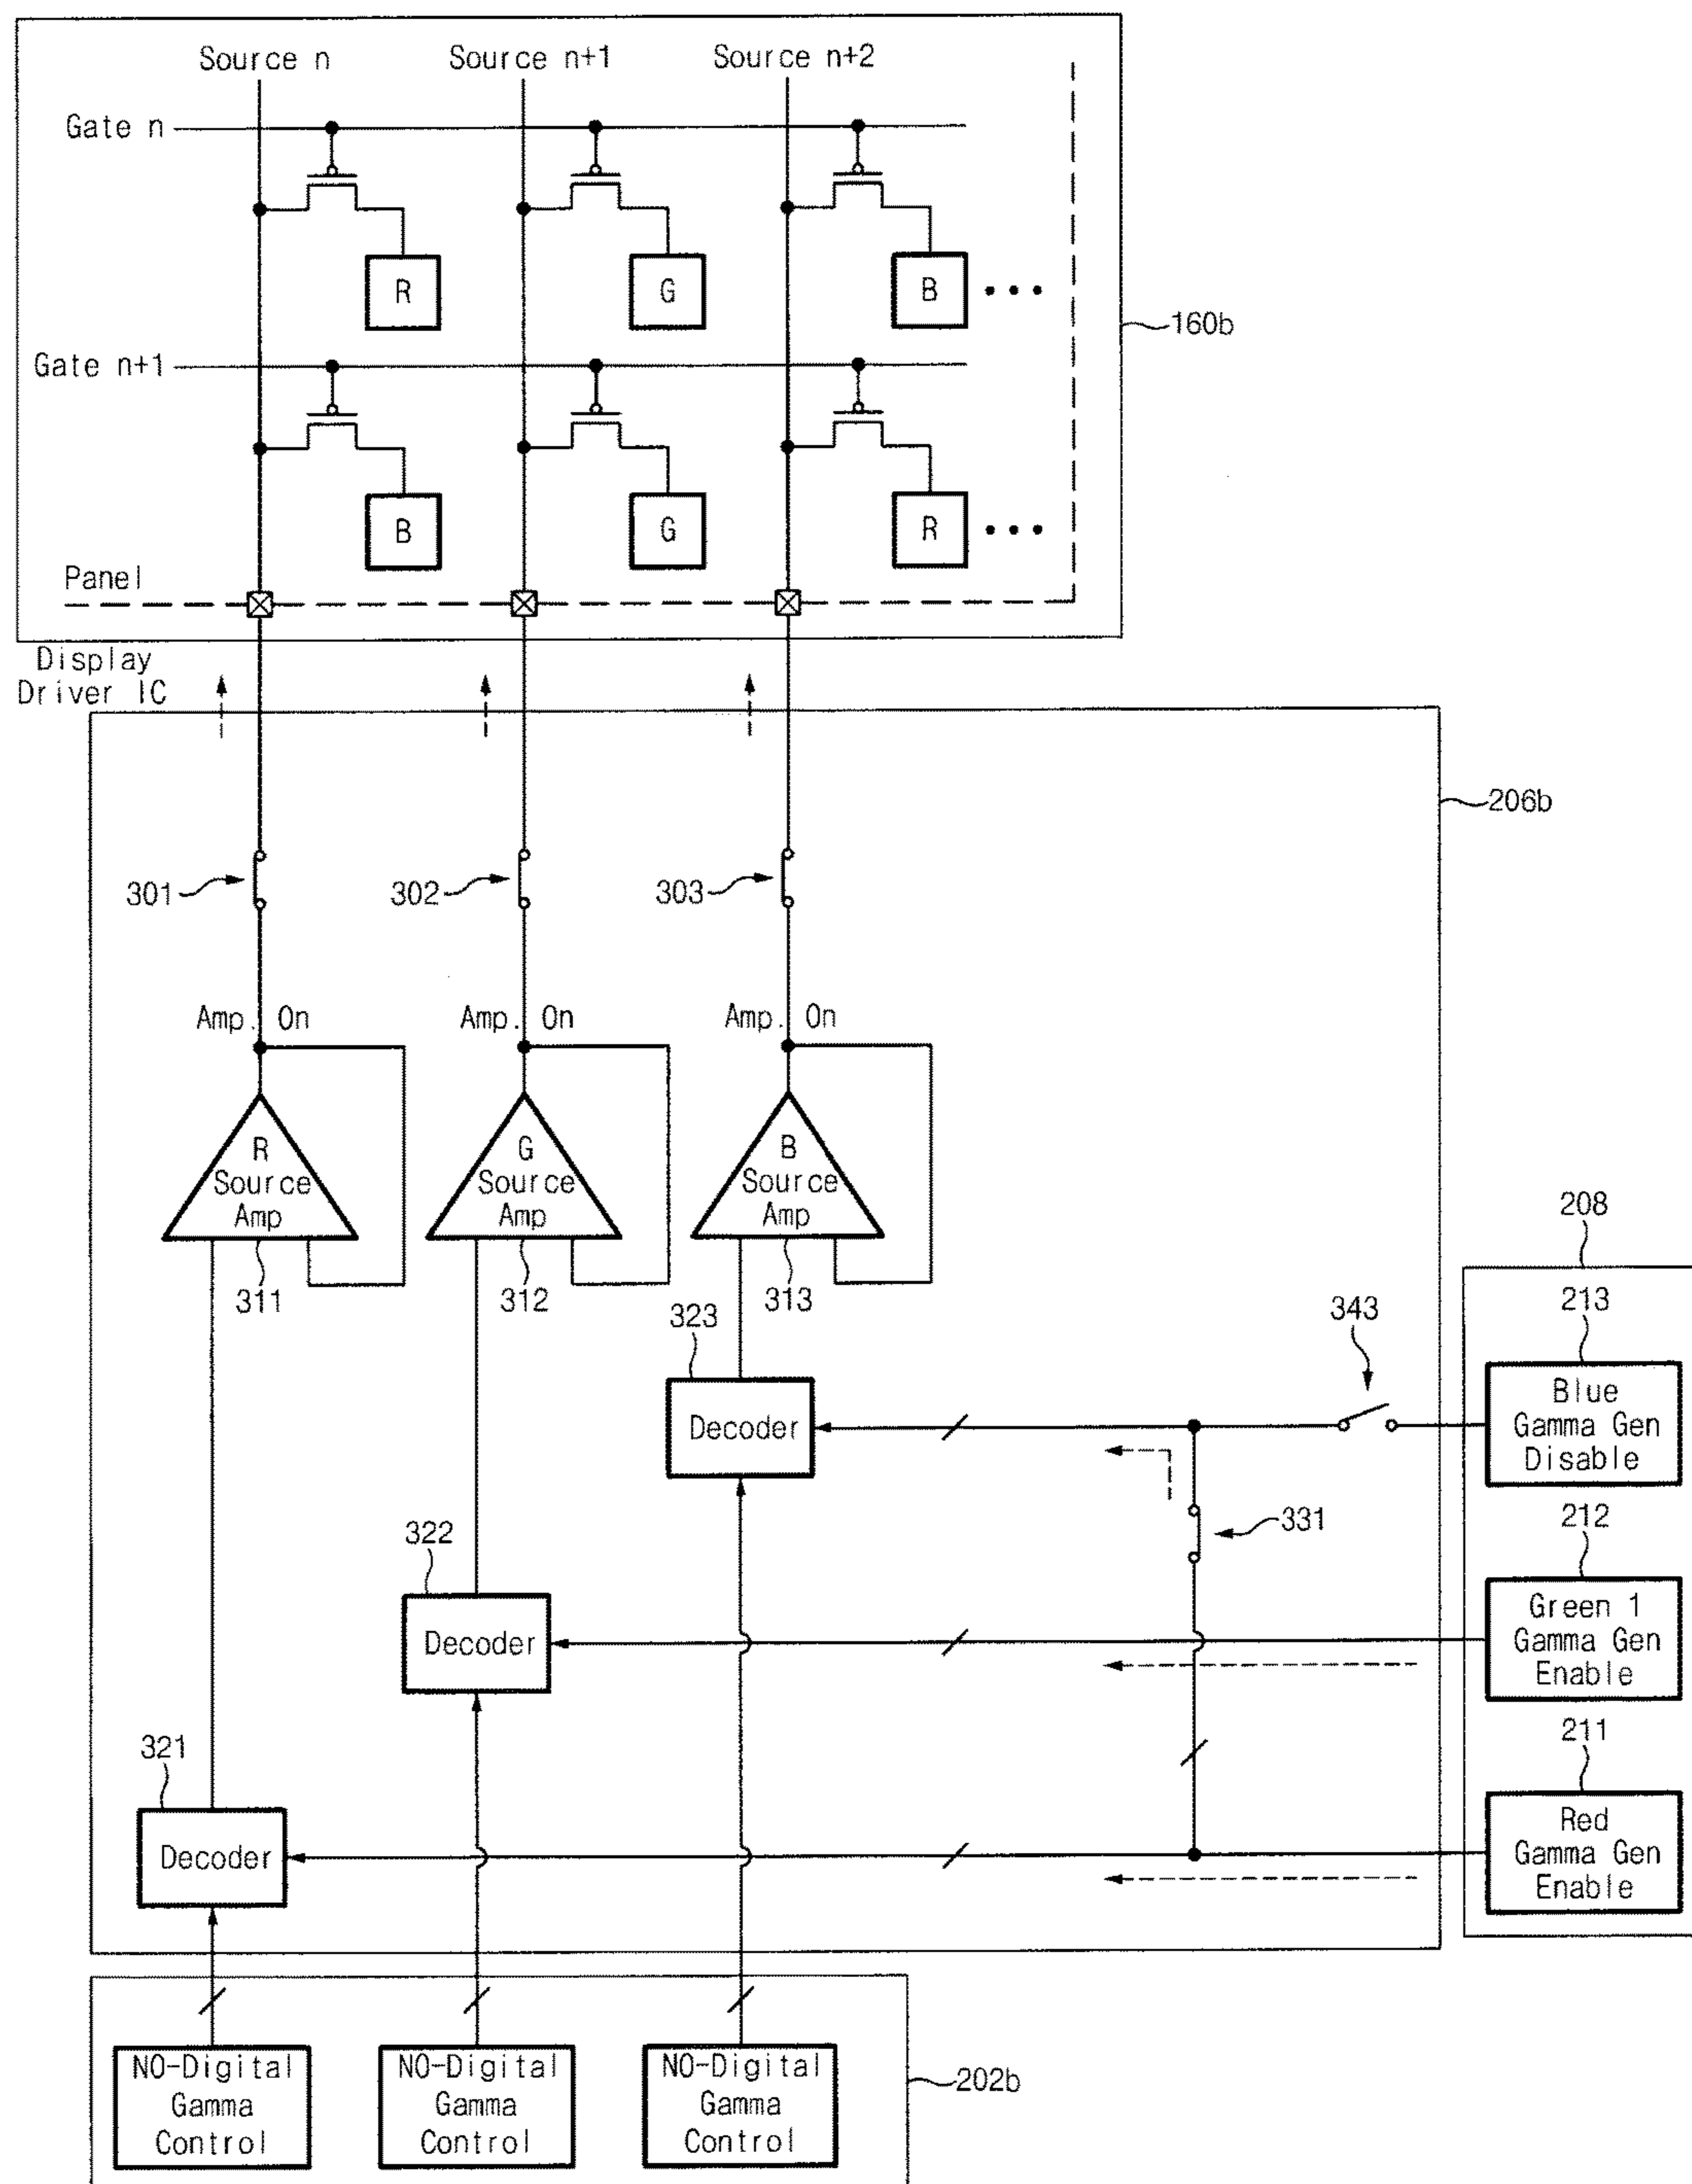 Source n Source n+1 Source n+2
Gate n
R G B
160b
Gate n+1
B G R
Panel
Display
Driver IC
206b
301 302 303
Amp. On Amp. On Amp. On
R
Source
Amp
G
Source
Amp
B
Source
Amp
311 312 313
208
213
343
323
Decoder
Blue
Gamma Gen
Disable
331
212
322
Decoder
Green 1
Gamma Gen
Enable
211
321
Decoder
Red
Gamma Gen
Enable
NO-Digital
Gamma
Control
NO-Digital
Gamma
Control
NO-Digital
Gamma
Control
202b